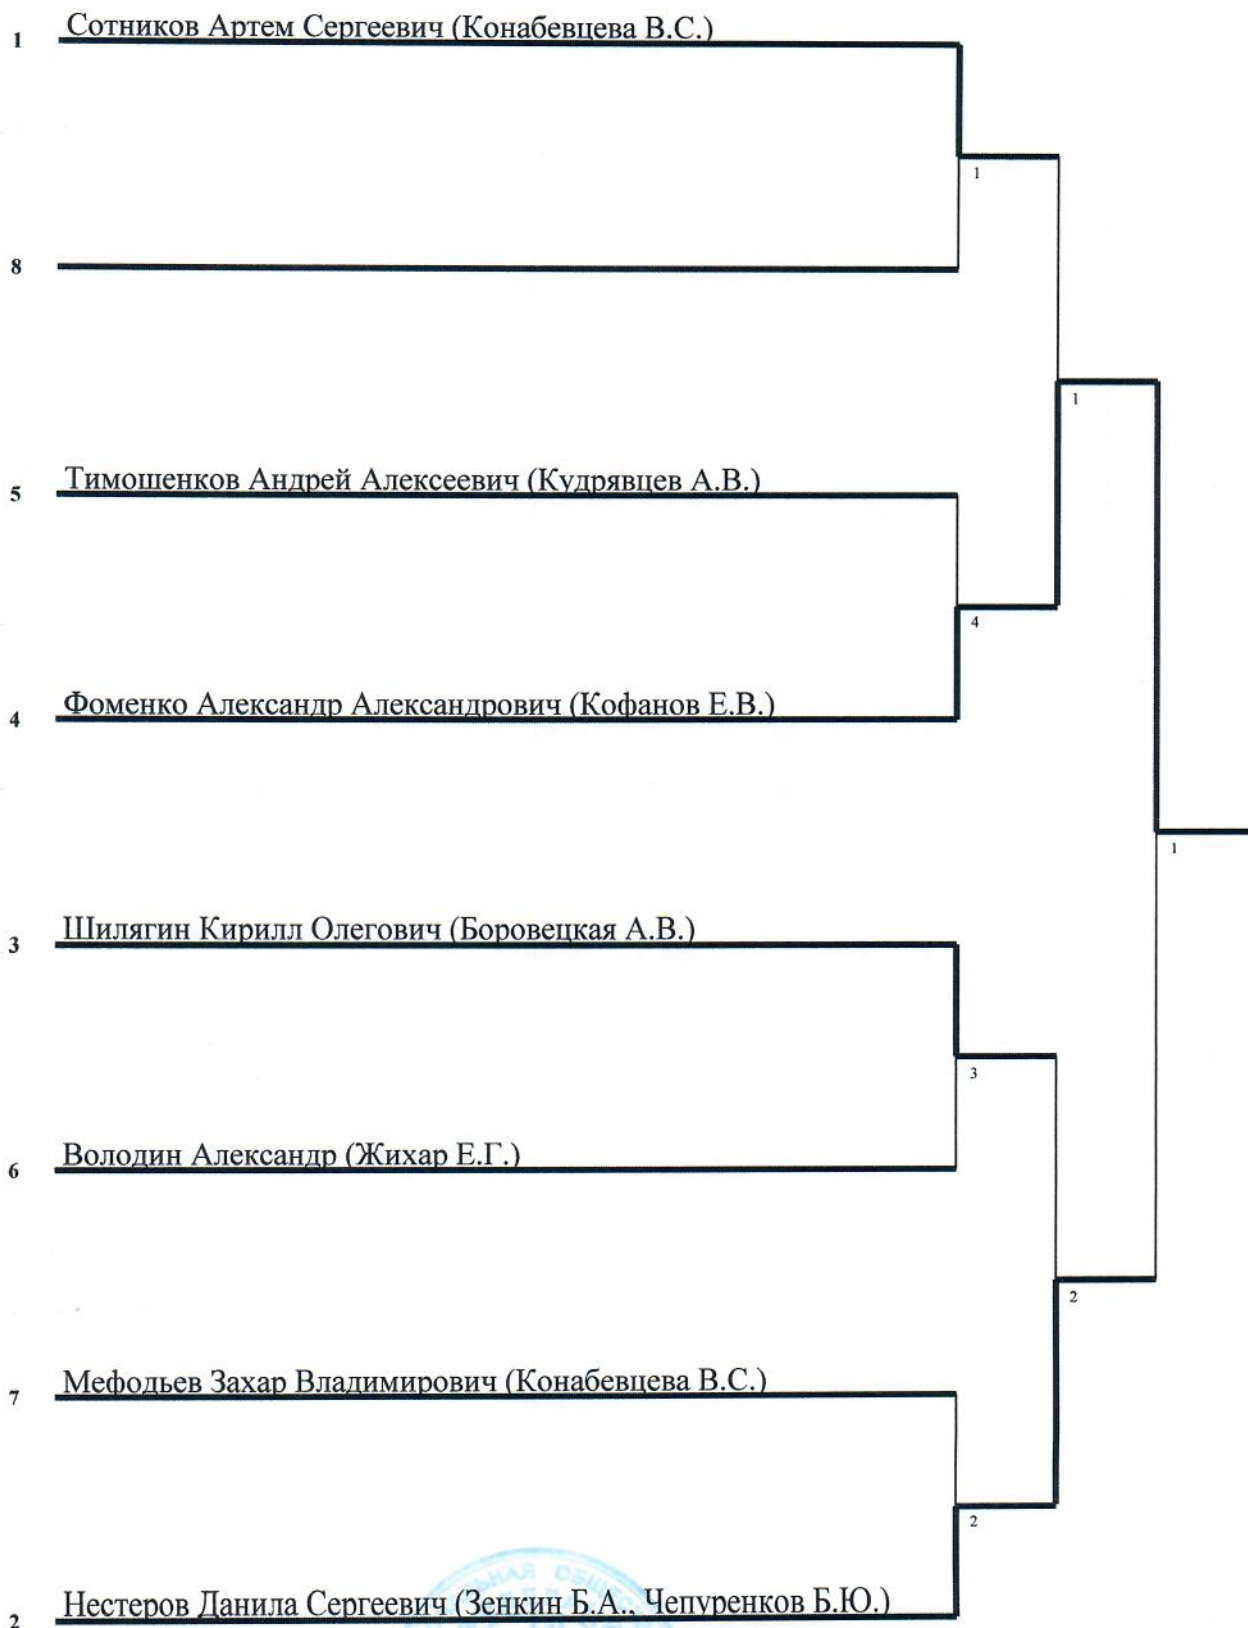 1 Сотников Артем Сергеевич (Конабевцева В.С.)
1
8
1
5 Тимошенков Андрей Алексеевич (Кудрявцев А.В.)
4
4 Фоменко Александр Александрович (Кофанов Е.В.)
1
3 Шилягин Кирилл Олегович (Боровецкая А.В.)
3
6 Володин Александр (Жихар Е.Г.)
2
7 Мефодьев Захар Владимирович (Конабевцева В.С.)
2
2 Нестеров Данила Сергеевич (Зенкин Б.А., Чепуренков Б.Ю.)